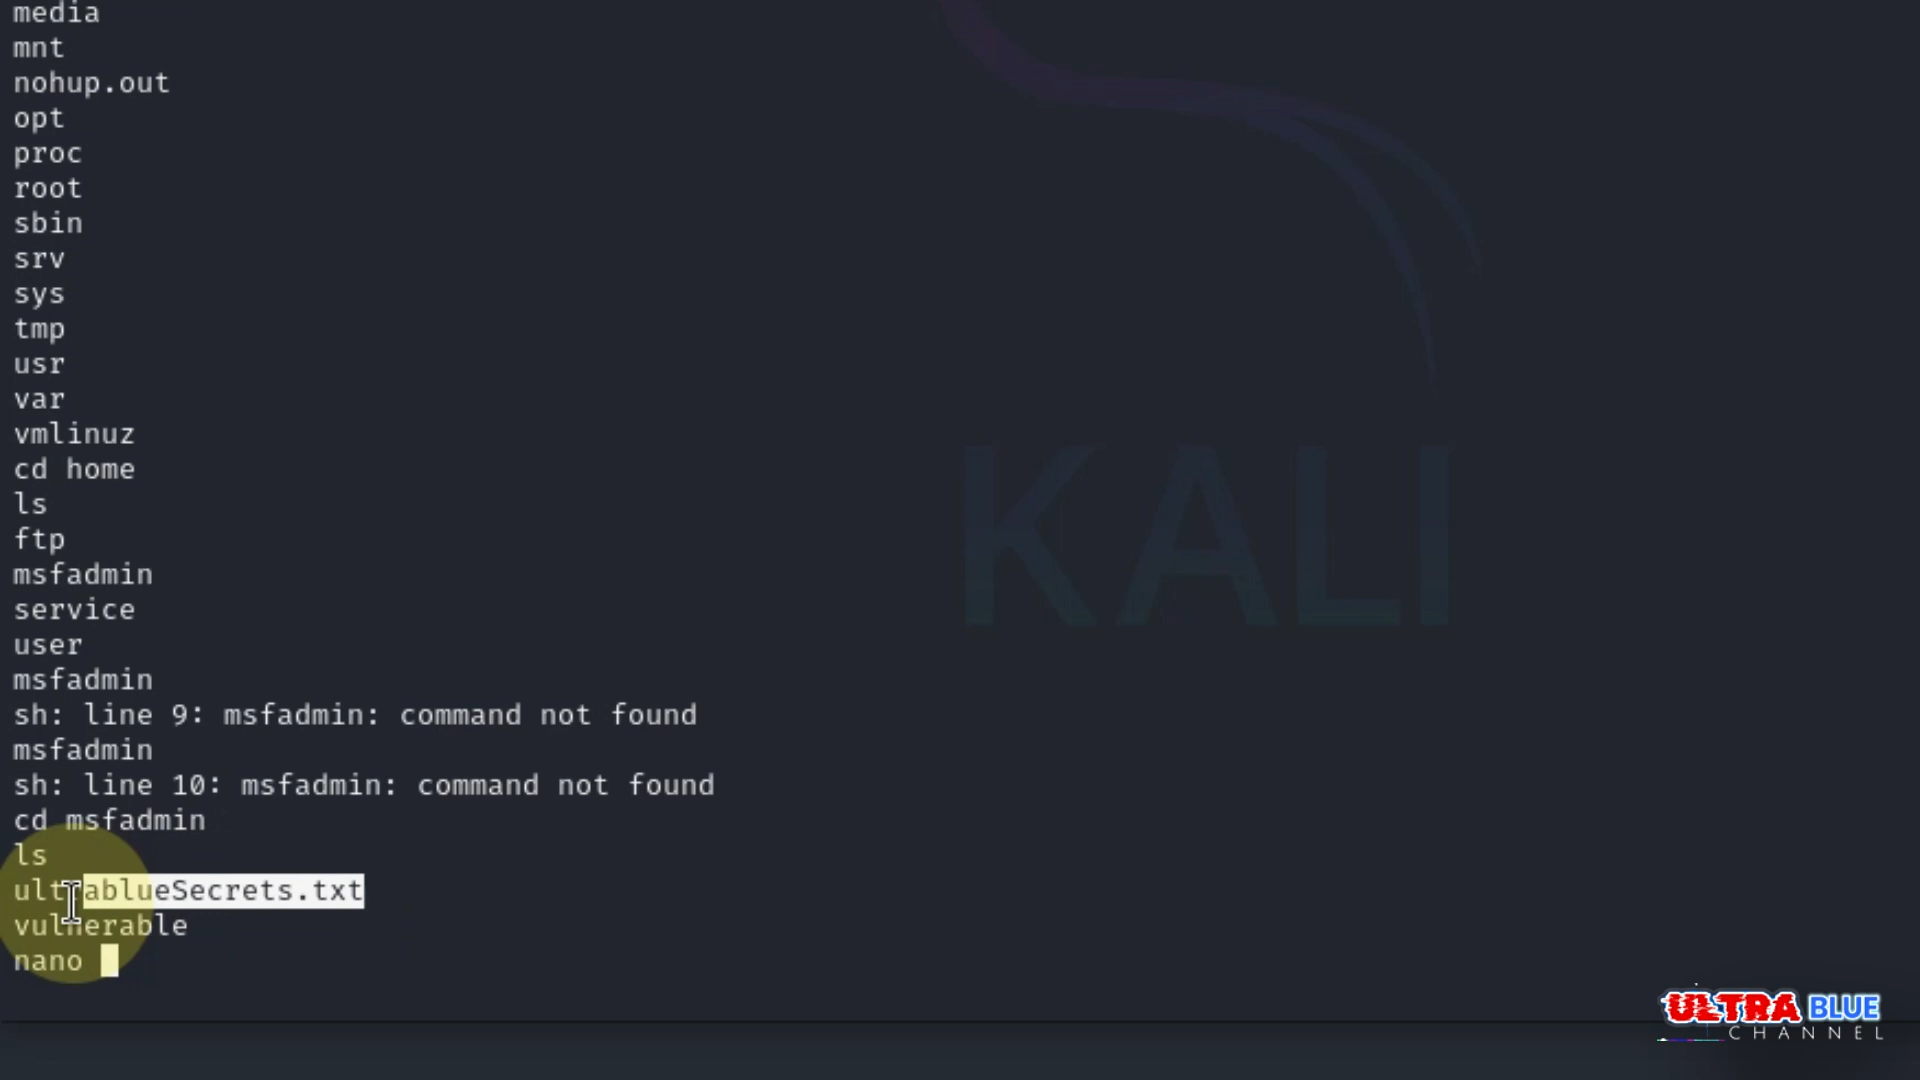 media
mnt
nohup.out
opt
proc
root
sbin
srv
sys
tmp
usr
var
vmlinuz
cd home
ls
ftp
msfadmin
service
user
msfadmin
sh: line 9: msfadmin: command not found
msfadmin
sh: line 10: msfadmin: command not found
cd msfadmin
ls
ultrablueSecrets.txt
vulnerable
nano
KALI
ULTRA BLUE
CHANNEL